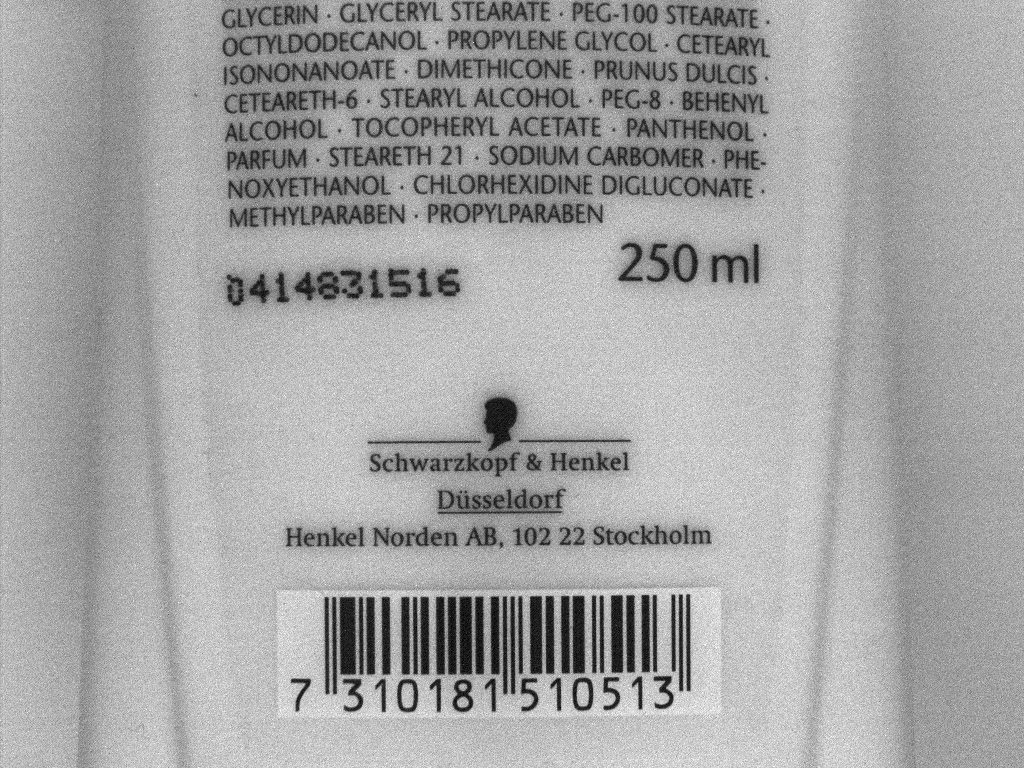 GLYCERIN · GLYCERYL STEARATE · PEG-100 STEARATE ·
OCTYLDODECANOL · PROPYLENE GLYCOL · CETEARYL
ISONONANOATE · DIMETHICONE · PRUNUS DULCIS ·
CETEARETH-6 · STEARYL ALCOHOL · PEG-8 · BEHENYL
ALCOHOL · TOCOPHERYL ACETATE · PANTHENOL ·
PARFUM · STEARETH 21 · SODIUM CARBOMER · PHE-
NOXYETHANOL · CHLORHEXIDINE DIGLUCONATE ·
METHYLPARABEN · PROPYLPARABEN
250 ml
0414831516
Schwarzkopf & Henkel
Düsseldorf
Henkel Norden AB, 102 22 Stockholm
7 310181 510513